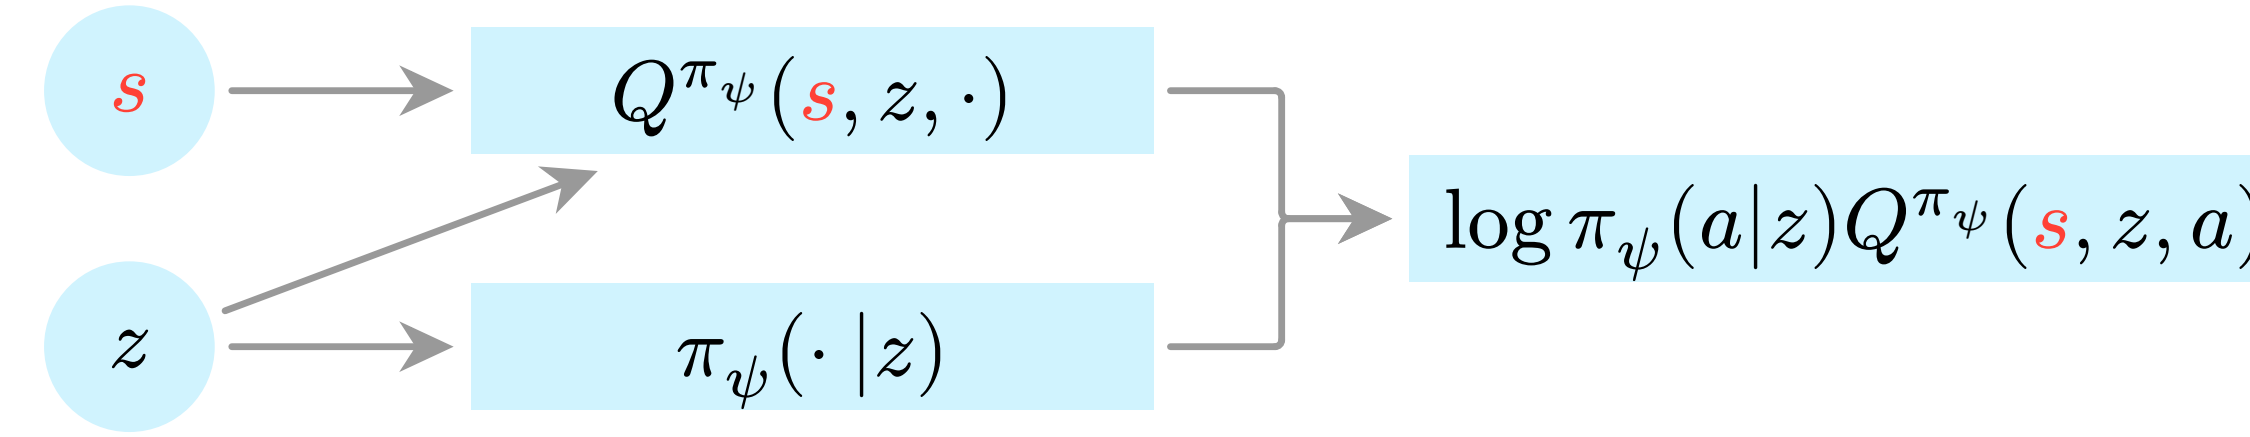 s
Q^{π_ψ}(s, z, ·)
z
π_ψ(· |z)
log π_ψ(a|z)Q^{π_ψ}(s, z, a)